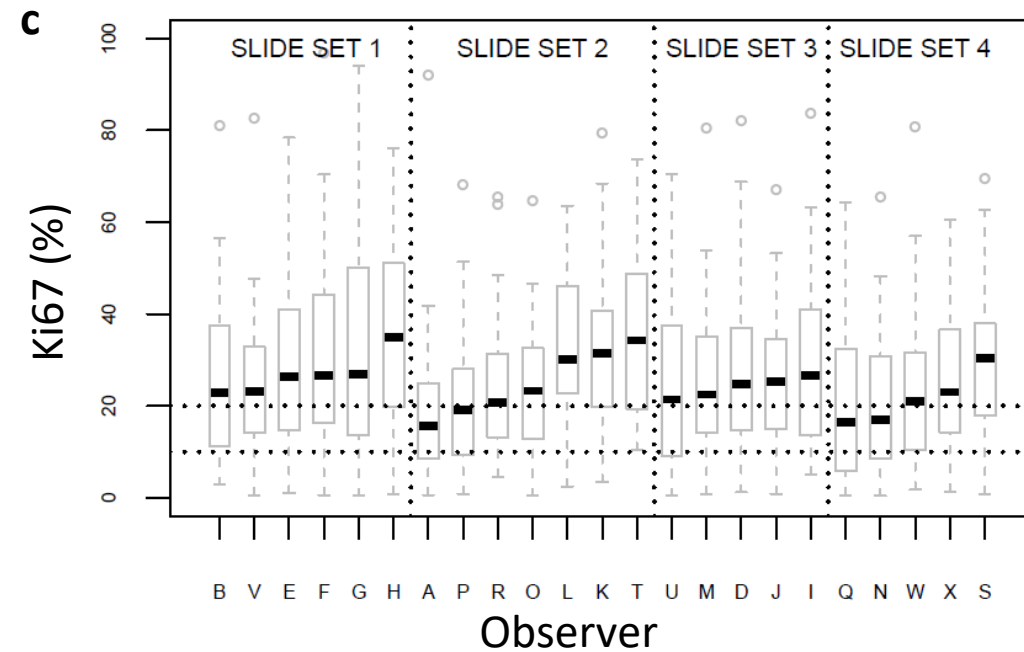 c
SLIDE SET 1 SLIDE SET 2 SLIDE SET 3 SLIDE SET 4
100
80
60
40
20
0
Ki67 (%)
B V E F G H A P R O L K T U M D J I Q N W X S
Observer